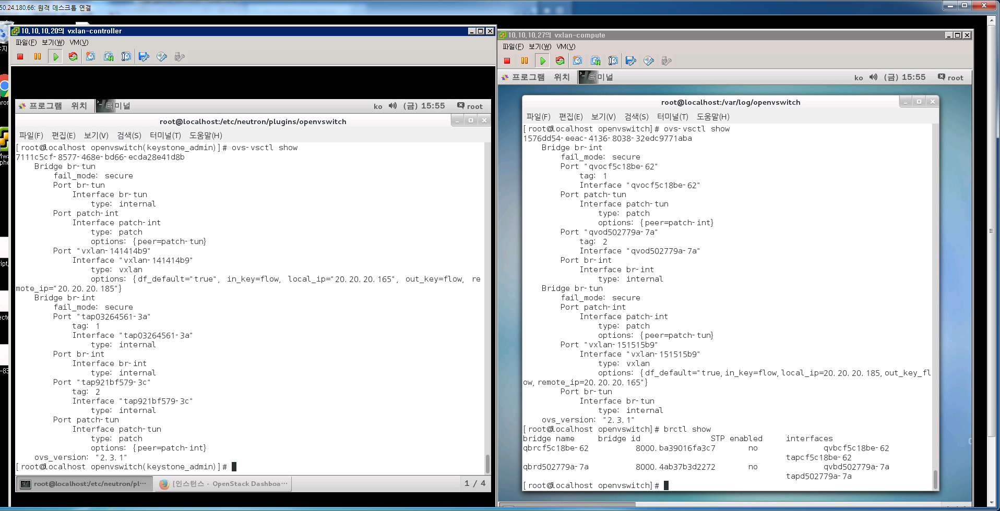 50.24.180.66: 원격 데스크톱 연결
10.10.10.20의 vxlan-controller
파일(F) 보기(W) VM(V)
프로그램 위치 터미널 ko (금) 15:55 root
root@localhost:/etc/neutron/plugins/openvswitch
파일(F) 편집(E) 보기(V) 검색(S) 터미널(T) 도움말(H)
[root@localhost openvswitch(keystone_admin)]# ovs-vsctl show
7111c5cf-8577-468e-bd66-ecda28e41d8b
Bridge br-tun
fail_mode: secure
Port br-tun
Interface br-tun
type: internal
Port patch-int
Interface patch-int
type: patch
options: {peer=patch-tun}
Port "vxlan-141414b9"
Interface "vxlan-141414b9"
type: vxlan
options: {df_default="true", in_key=flow, local_ip="20.20.20.165", out_key=flow, re
mote_ip="20.20.20.185"}
Bridge br-int
fail_mode: secure
Port "tap03264561-3a"
tag: 1
Interface "tap03264561-3a"
type: internal
Port br-int
Interface br-int
type: internal
Port "tap921bf579-3c"
tag: 2
Interface "tap921bf579-3c"
type: internal
Port patch-tun
Interface patch-tun
type: patch
options: {peer=patch-int}
ovs_version: "2.3.1"
[root@localhost openvswitch(keystone_admin)]#
root@localhost:/etc/neutron/pl… [인스턴스 - OpenStack Dashboa… 1 / 4
10.10.10.27의 vxlan-compute
파일(F) 보기(W) VM(V)
프로그램 위치 터미널 ko (금) 15:55 root
root@localhost:/var/log/openvswitch
파일(F) 편집(E) 보기(V) 검색(S) 터미널(T) 도움말(H)
[root@localhost openvswitch]# ovs-vsctl show
1576dd54-eeac-4136-8038-32edc9771aba
Bridge br-int
fail_mode: secure
Port "qvocf5c18be-62"
tag: 1
Interface "qvocf5c18be-62"
Port patch-tun
Interface patch-tun
type: patch
options: {peer=patch-int}
Port "qvod502779a-7a"
tag: 2
Interface "qvod502779a-7a"
Port br-int
Interface br-int
type: internal
Bridge br-tun
fail_mode: secure
Port patch-int
Interface patch-int
type: patch
options: {peer=patch-tun}
Port "vxlan-151515b9"
Interface "vxlan-151515b9"
type: vxlan
options: {df_default="true,in_key=flow,local_ip=20.20.20.185,out_key_fl
ow,remote_ip=20.20.20.165"}
Port br-tun
Interface br-tun
type: internal
ovs_version: "2.3.1"
[root@localhost openvswitch]# brctl show
bridge name bridge id STP enabled interfaces
qbrcf5c18be-62 8000.ba39016fa3c7 no qvbcf5c18be-62
tapcf5c18be-62
qbrd502779a-7a 8000.4ab37b3d2272 no qvbd502779a-7a
tapd502779a-7a
[root@localhost openvswitch]#